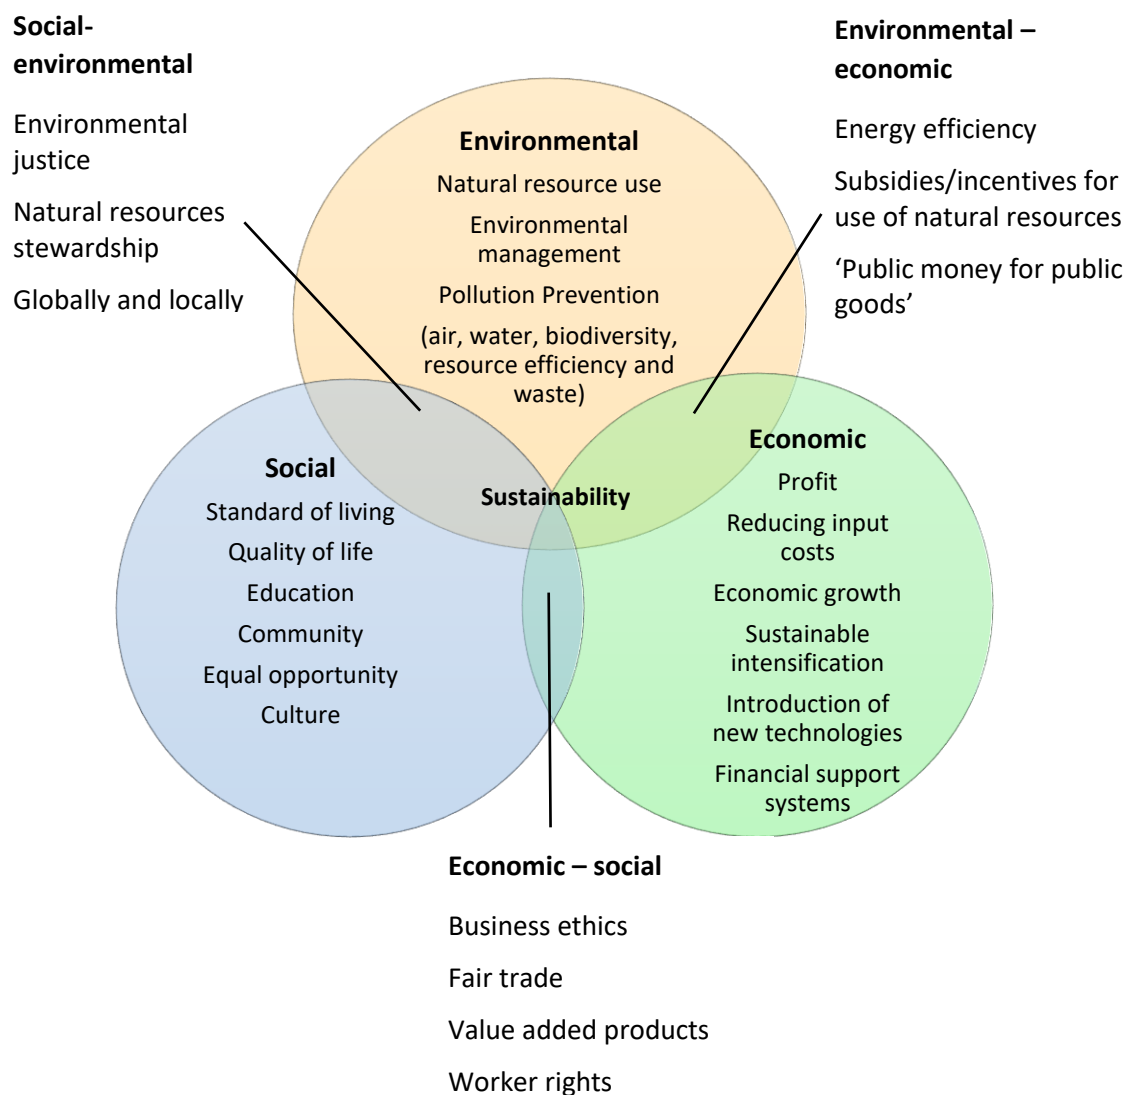 Social-
environmental
Environmental
justice
Natural resources
stewardship
Globally and locally
Environmental –
economic
Energy efficiency
Subsidies/incentives for
use of natural resources
‘Public money for public
goods’
Environmental
Natural resource use
Environmental
management
Pollution Prevention
(air, water, biodiversity,
resource efficiency and
waste)
Social
Standard of living
Quality of life
Education
Community
Equal opportunity
Culture
Sustainability
Economic
Profit
Reducing input
costs
Economic growth
Sustainable
intensification
Introduction of
new technologies
Financial support
systems
Economic – social
Business ethics
Fair trade
Value added products
Worker rights